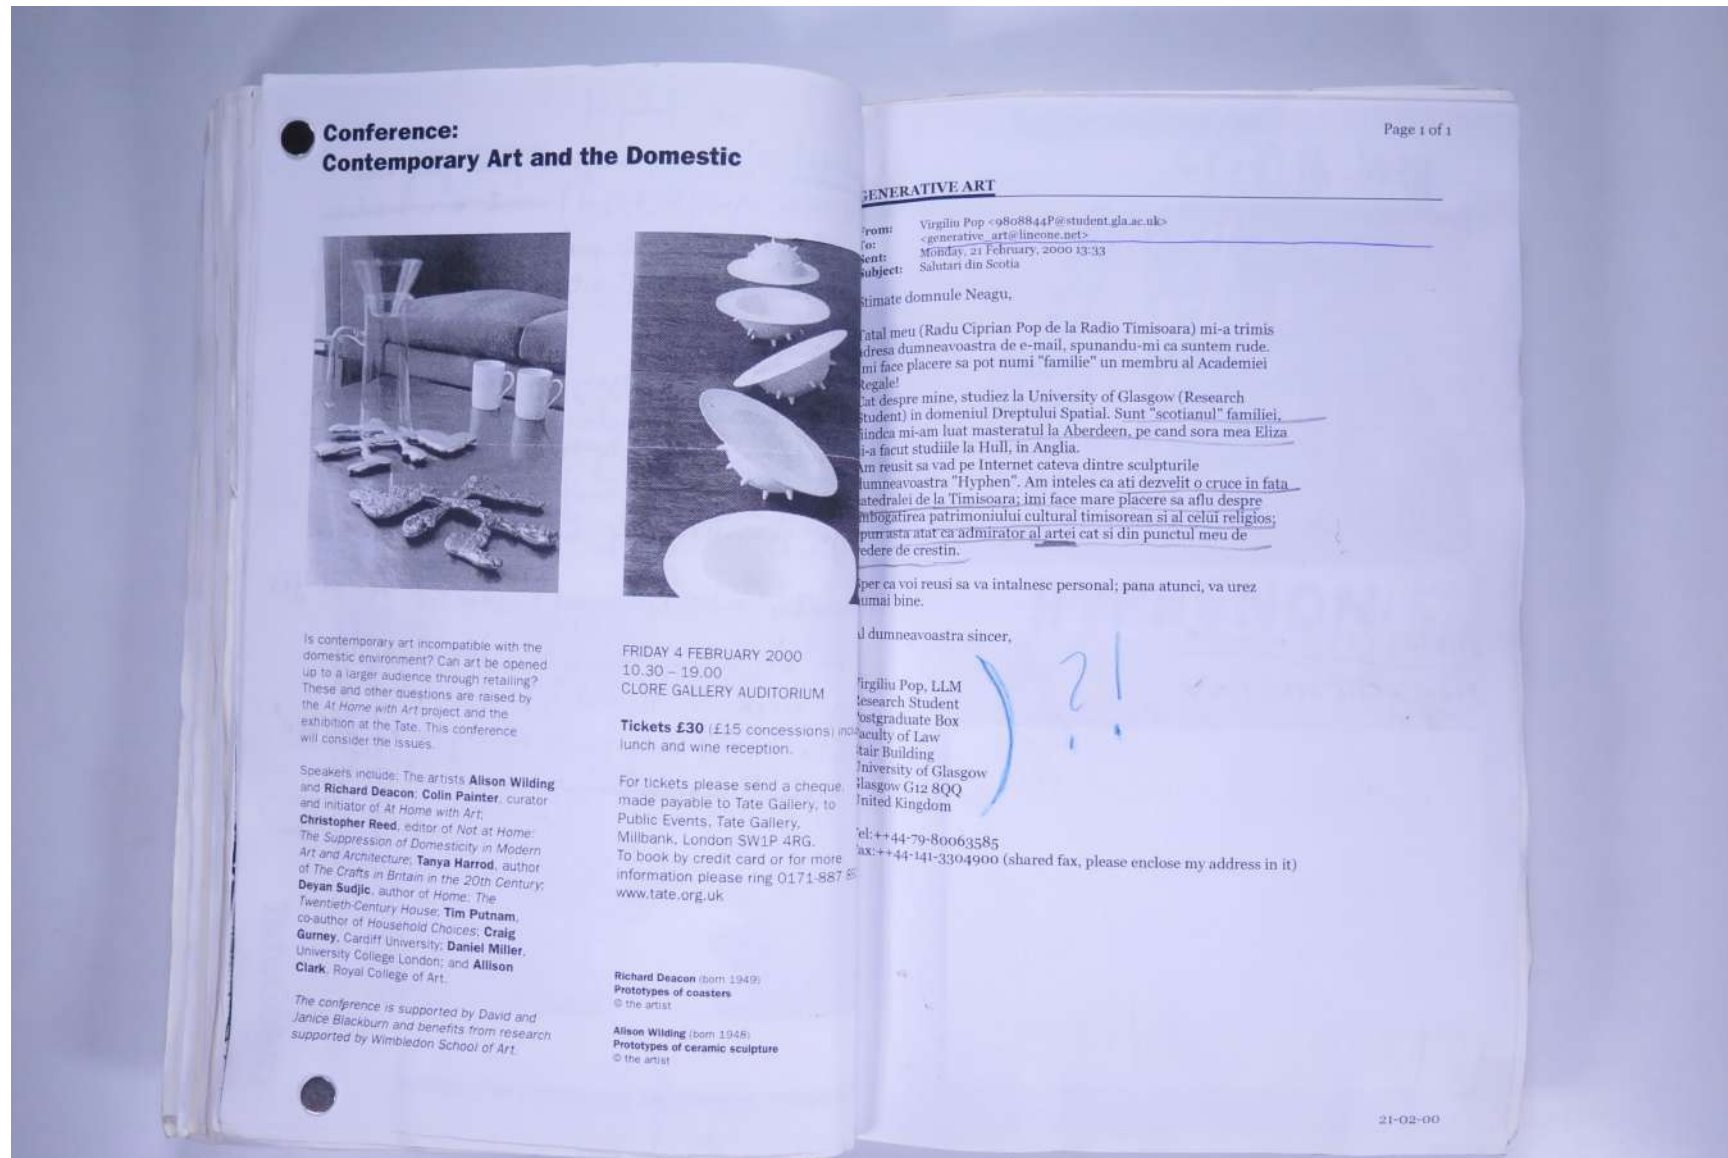 Conference:
Contemporary Art and the Domestic
Is contemporary art incompatible with the
domestic environment? Can art be opened
up to a larger audience through retailing?
These and other questions are raised by
the At Home with Art project and the
exhibition at the Tate. This conference
will consider the issues.
Speakers include: The artists Alison Wilding
and Richard Deacon; Colin Painter, curator
and initiator of At Home with Art;
Christopher Reed, editor of Not at Home:
The Suppression of Domesticity in Modern
Art and Architecture; Tanya Harrod, author
of The Crafts in Britain in the 20th Century;
Deyan Sudjic, author of Home: The
Twentieth-Century House; Tim Putnam,
co-author of Household Choices; Craig
Gurney, Cardiff University; Daniel Miller,
University College London; and Allison
Clark, Royal College of Art.
The conference is supported by David and
Janice Blackburn and benefits from research
supported by Wimbledon School of Art.
FRIDAY 4 FEBRUARY 2000
10.30 – 19.00
CLORE GALLERY AUDITORIUM
Tickets £30 (£15 concessions)
lunch and wine reception.
For tickets please send a cheque
made payable to Tate Gallery, to
Public Events, Tate Gallery,
Millbank, London SW1P 4RG.
To book by credit card or for more
information please ring 0171-887
www.tate.org.uk
Richard Deacon (born 1949)
Prototypes of coasters
© the artist
Alison Wilding (born 1948)
Prototypes of ceramic sculpture
© the artist
Page 1 of 1
GENERATIVE ART
From: Virgiliu Pop <9808844P@student.gla.ac.uk>
To: <generative_art@lineone.net>
Sent: Monday, 21 February, 2000 13:33
Subject: Salutari din Scotia
Stimate domnule Neagu,
Tatal meu (Radu Ciprian Pop de la Radio Timisoara) mi-a trimis
adresa dumneavoastra de e-mail, spunandu-mi ca suntem rude.
Imi face placere sa pot numi "familie" un membru al Academiei
Regale!
Cat despre mine, studiez la University of Glasgow (Research
Student) in domeniul Dreptului Spatial. Sunt "scotianul" familiei,
fiindca mi-am luat masteratul la Aberdeen, pe cand sora mea Eliza
si-a facut studiile la Hull, in Anglia.
Am reusit sa vad pe Internet cateva dintre sculpturile
dumneavoastra "Hyphen". Am inteles ca ati dezvelit o cruce in fata
catedralei de la Timisoara; imi face mare placere sa aflu despre
imbogatirea patrimoniului cultural timisorean si al celui religios;
spun asta atat ca admirator al artei cat si din punctul meu de
vedere de crestin.
Sper ca voi reusi sa va intalnesc personal; pana atunci, va urez
numai bine.
Al dumneavoastra sincer,
Virgiliu Pop, LLM
Research Student
Postgraduate Box
Faculty of Law
Stair Building
University of Glasgow
Glasgow G12 8QQ
United Kingdom
?!
Tel:++44-79-80063585
Fax:++44-141-3304900 (shared fax, please enclose my address in it)
21-02-00